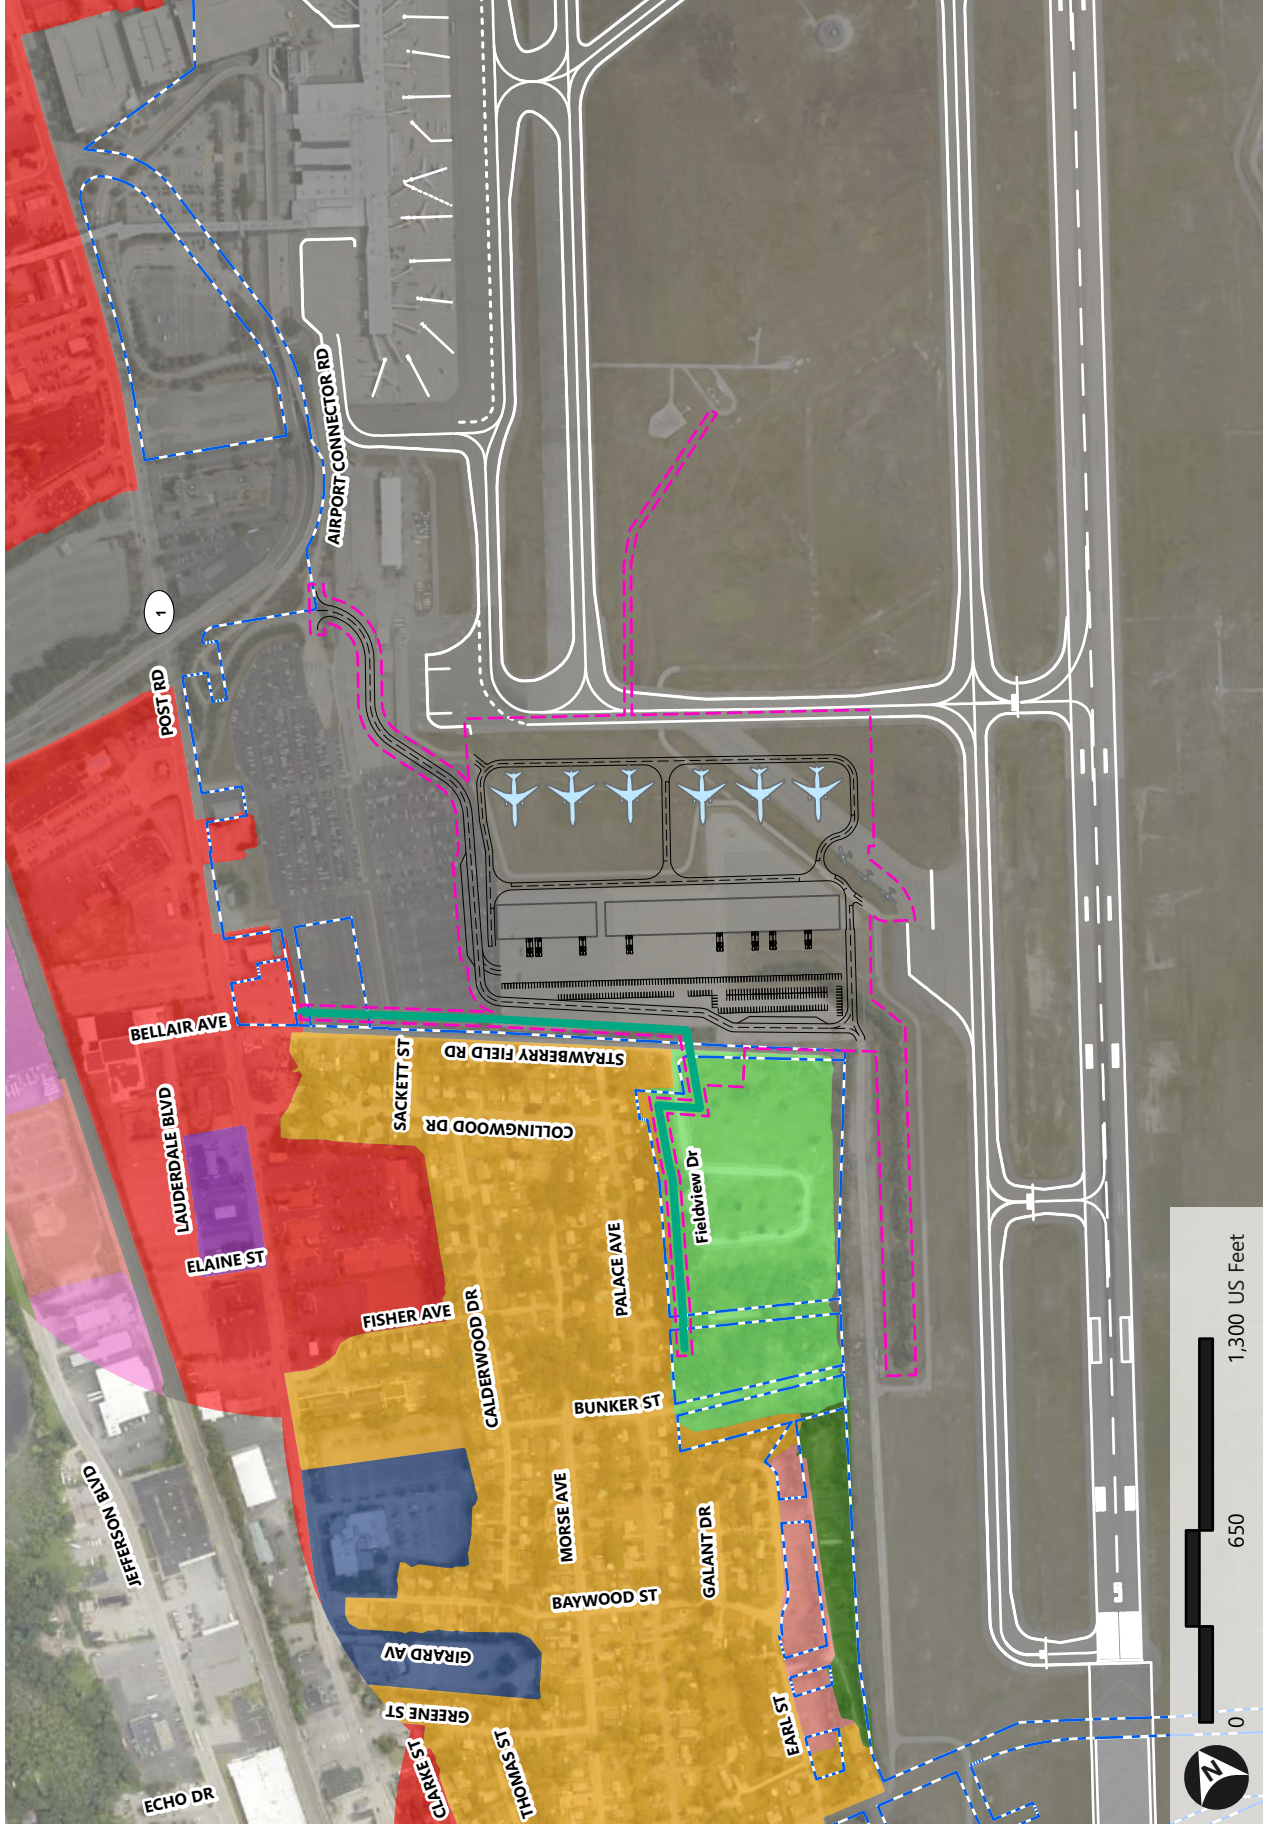 AIRPORT CONNECTOR RD
1
POST RD
BELLAIR AVE
STRAWBERRY FIELD RD
SACKETT ST
COLLINGWOOD DR
LAUDERDALE BLVD
Fieldview Dr
ELAINE ST
PALACE AVE
FISHER AVE
CALDERWOOD DR
BUNKER ST
JEFFERSON BLVD
MORSE AVE
GALANT DR
BAYWOOD ST
GIRARD AV
GREENE ST
EARL ST
THOMAS ST
CLARKE ST
ECHO DR
0 650 1,300 US Feet
N